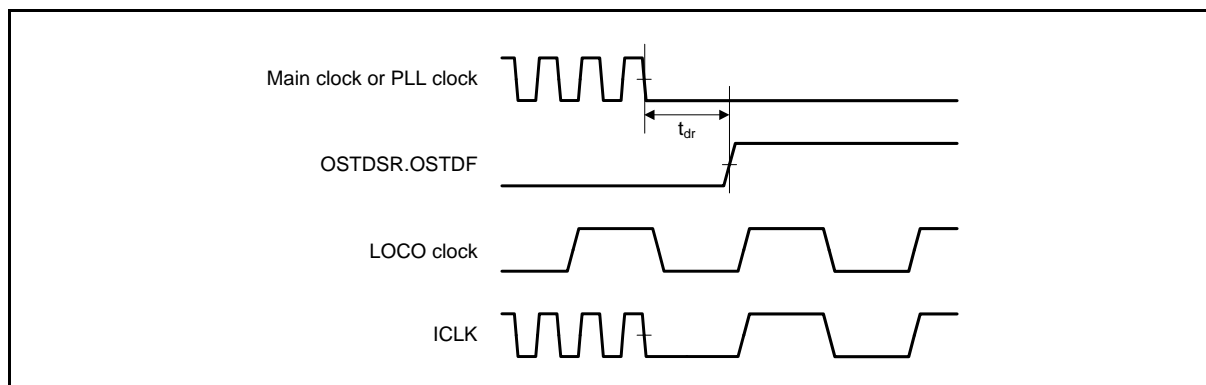 Main clock or PLL clock
tdr
OSTDSR.OSTDF
LOCO clock
ICLK